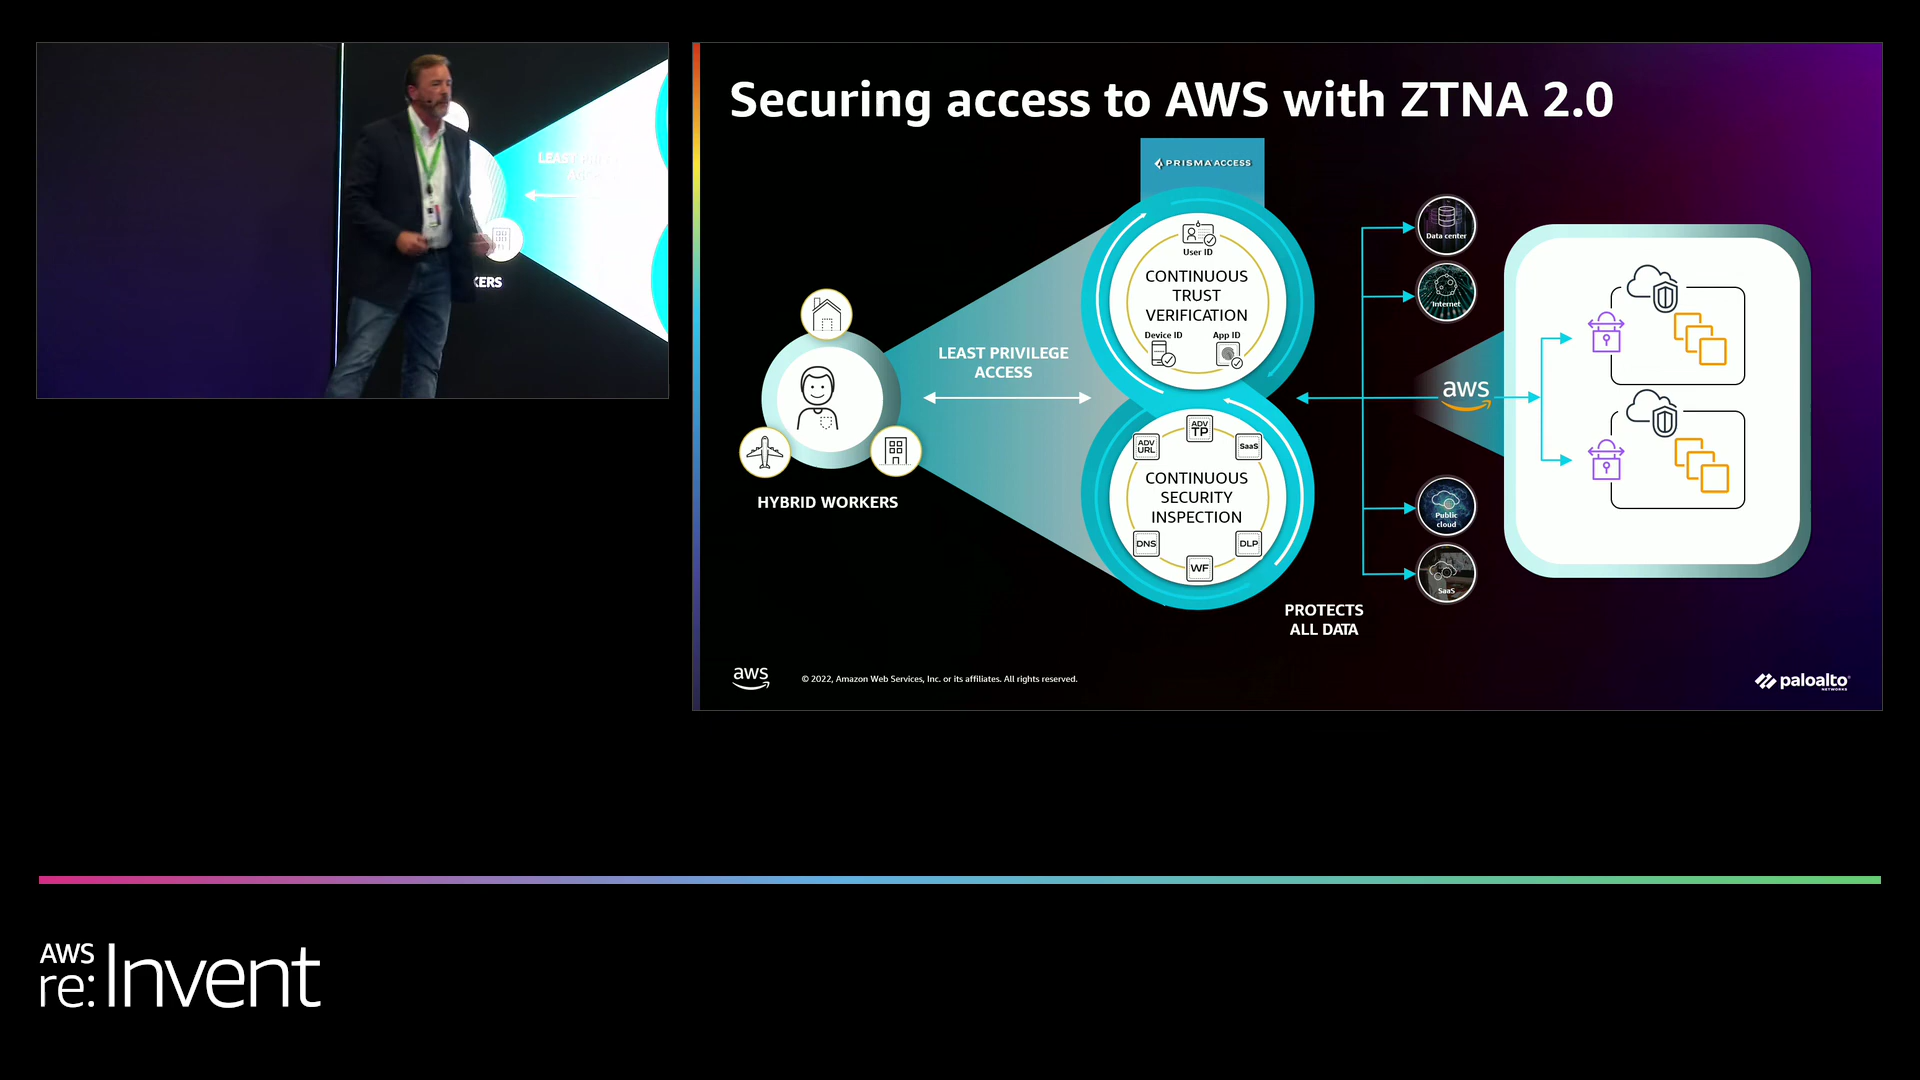 LEAST
KERS
Securing access to AWS with ZTNA 2.0
PRISMA ACCESS
User ID
CONTINUOUS
TRUST
VERIFICATION
Device ID
App ID
LEAST PRIVILEGE
ACCESS
HYBRID WORKERS
ADV
TP
ADV
URL
SaaS
CONTINUOUS
SECURITY
INSPECTION
DNS
DLP
WF
PROTECTS
ALL DATA
Data center
Internet
aws
Public
cloud
SaaS
aws
© 2022, Amazon Web Services, Inc. or its affiliates. All rights reserved.
paloalto
NETWORKS
AWS
re:Invent